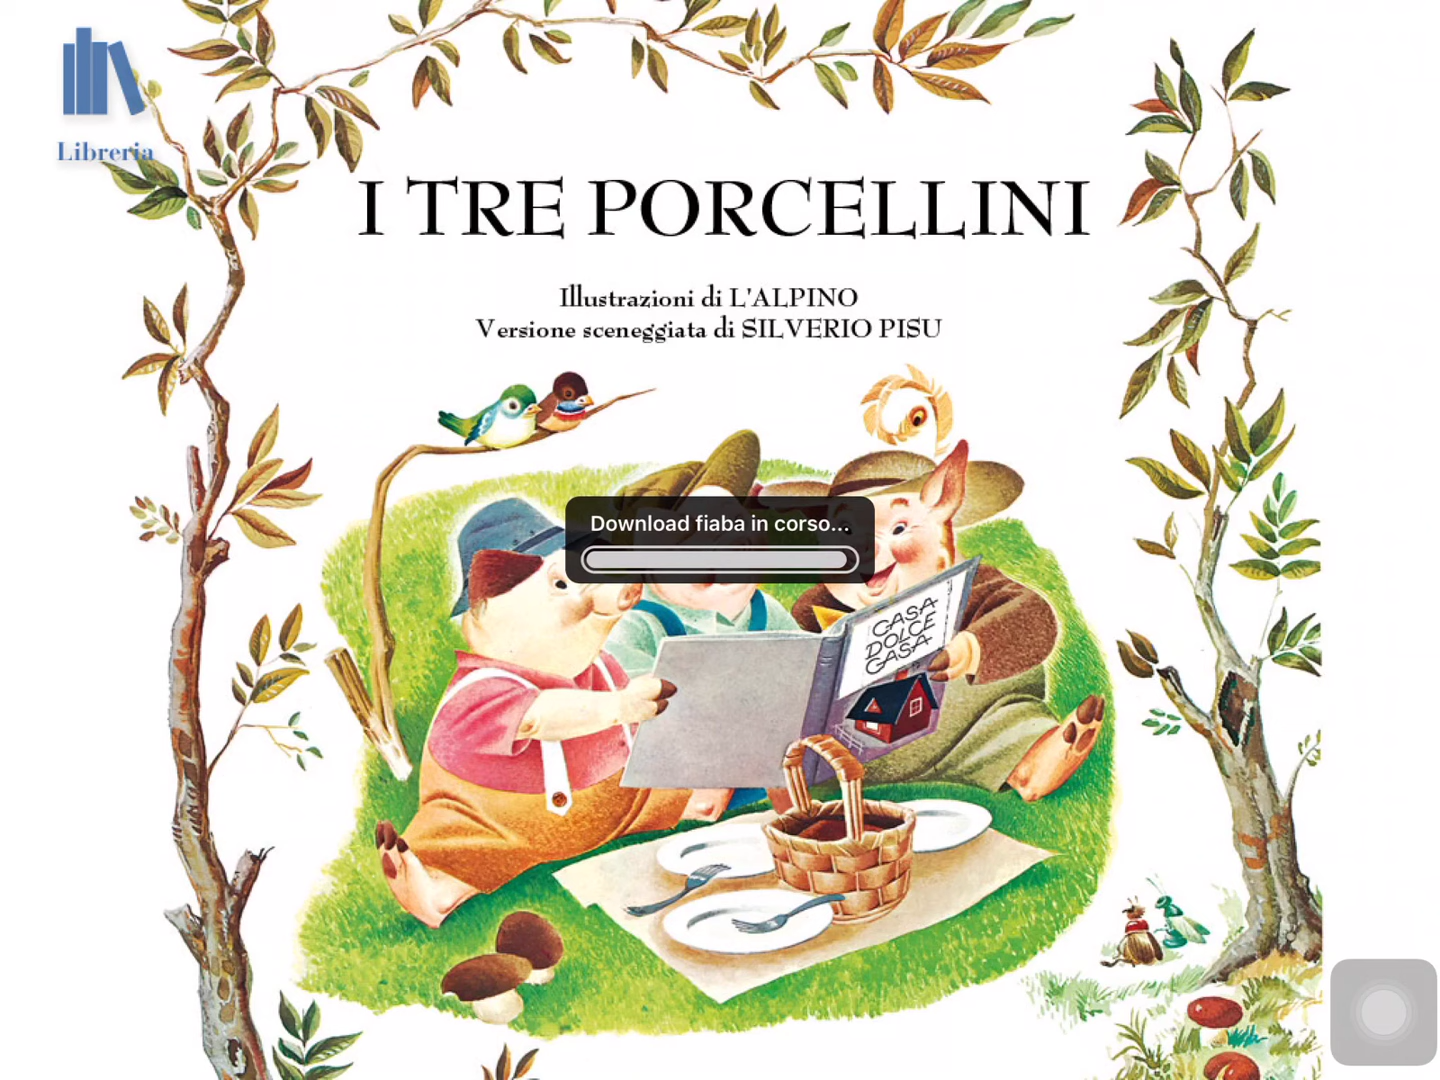 Libreria
I TRE PORCELLINI
Illustrazioni di L'ALPINO
Versione sceneggiata di SILVERIO PISU
Download fiaba in corso...
CASA
DOLCE
CASA